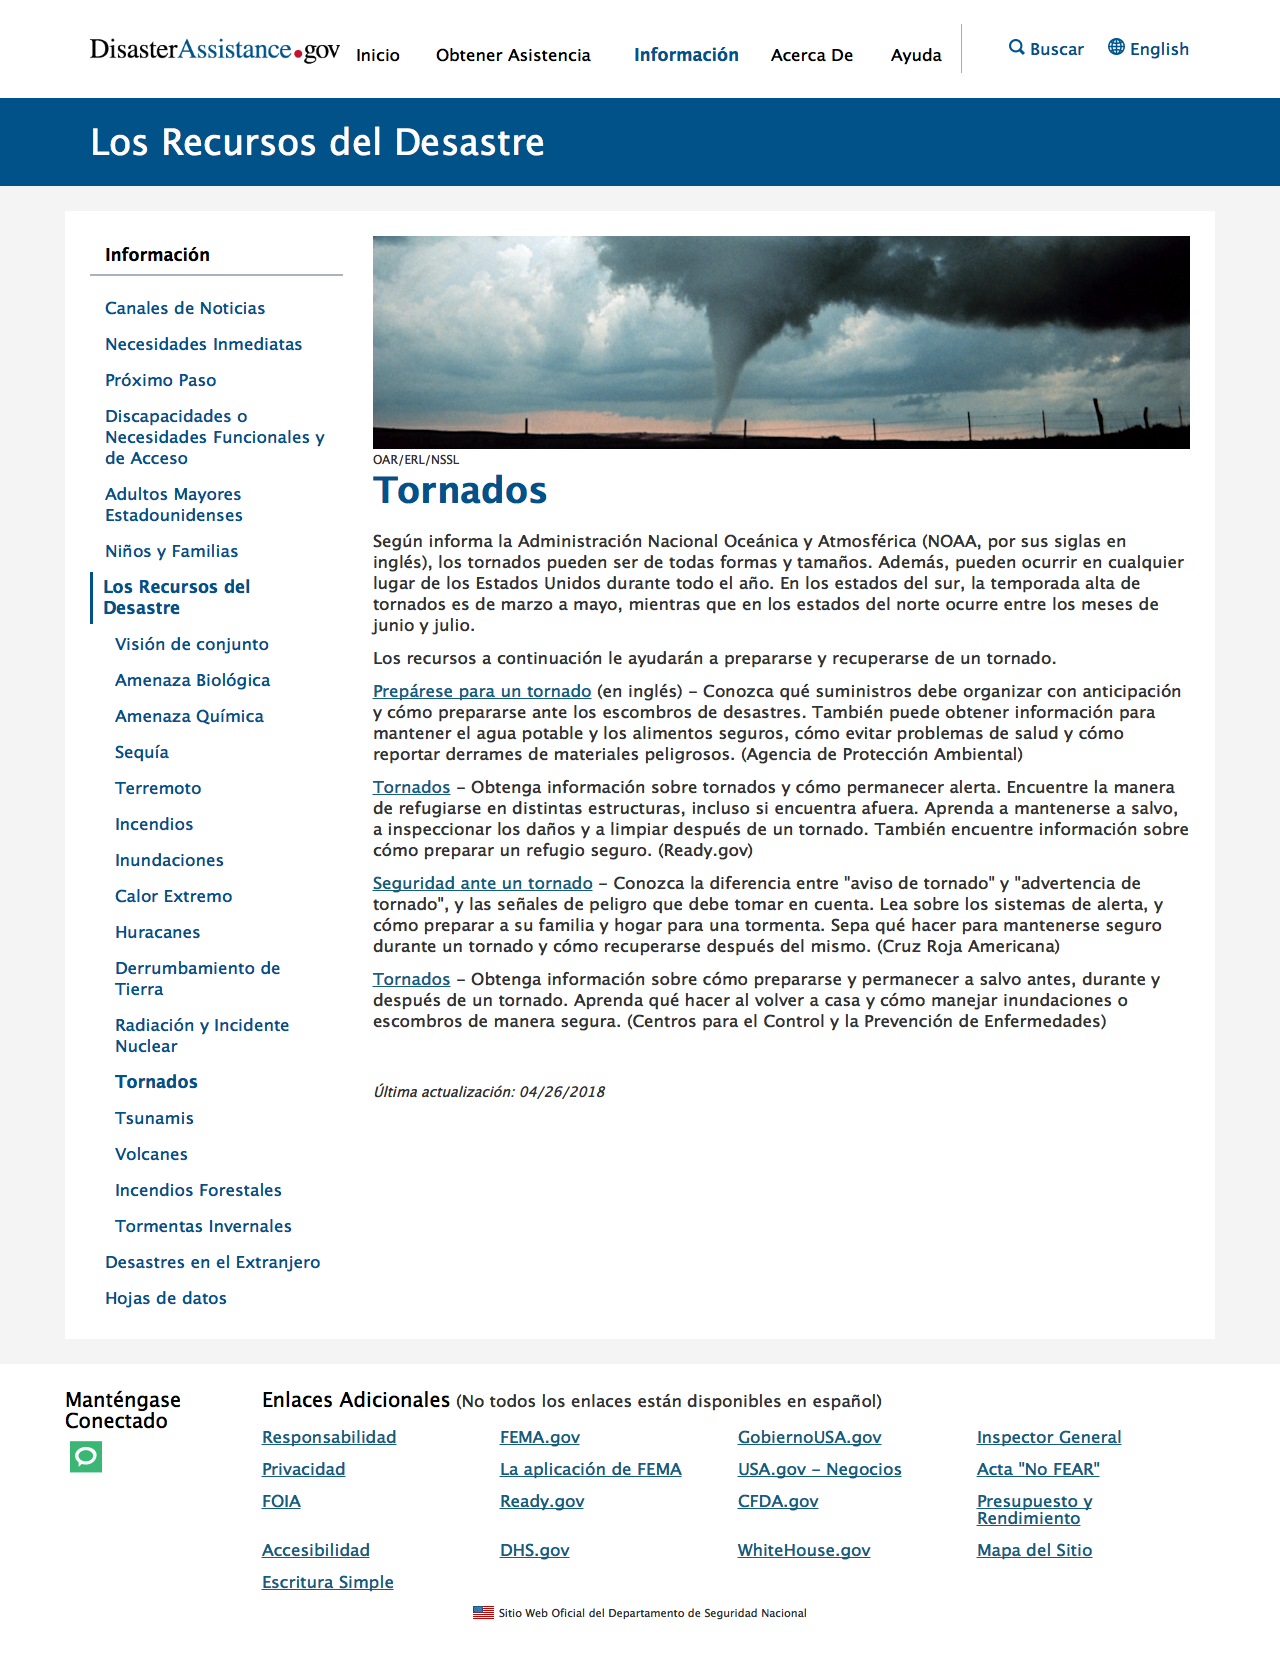 DisasterAssistance.gov Inicio Obtener Asistencia Información Acerca De Ayuda Buscar English
Los Recursos del Desastre
Información
Canales de Noticias
Necesidades Inmediatas
Próximo Paso
Discapacidades o
Necesidades Funcionales y
de Acceso
Adultos Mayores
Estadounidenses
Niños y Familias
Los Recursos del
Desastre
Visión de conjunto
Amenaza Biológica
Amenaza Química
Sequía
Terremoto
Incendios
Inundaciones
Calor Extremo
Huracanes
Derrumbamiento de
Tierra
Radiación y Incidente
Nuclear
Tornados
Tsunamis
Volcanes
Incendios Forestales
Tormentas Invernales
Desastres en el Extranjero
Hojas de datos
OAR/ERL/NSSL
Tornados
Según informa la Administración Nacional Oceánica y Atmosférica (NOAA, por sus siglas en
inglés), los tornados pueden ser de todas formas y tamaños. Además, pueden ocurrir en cualquier
lugar de los Estados Unidos durante todo el año. En los estados del sur, la temporada alta de
tornados es de marzo a mayo, mientras que en los estados del norte ocurre entre los meses de
junio y julio.
Los recursos a continuación le ayudarán a prepararse y recuperarse de un tornado.
Prepárese para un tornado (en inglés) – Conozca qué suministros debe organizar con anticipación
y cómo prepararse ante los escombros de desastres. También puede obtener información para
mantener el agua potable y los alimentos seguros, cómo evitar problemas de salud y cómo
reportar derrames de materiales peligrosos. (Agencia de Protección Ambiental)
Tornados – Obtenga información sobre tornados y cómo permanecer alerta. Encuentre la manera
de refugiarse en distintas estructuras, incluso si encuentra afuera. Aprenda a mantenerse a salvo,
a inspeccionar los daños y a limpiar después de un tornado. También encuentre información sobre
cómo preparar un refugio seguro. (Ready.gov)
Seguridad ante un tornado – Conozca la diferencia entre "aviso de tornado" y "advertencia de
tornado", y las señales de peligro que debe tomar en cuenta. Lea sobre los sistemas de alerta, y
cómo preparar a su familia y hogar para una tormenta. Sepa qué hacer para mantenerse seguro
durante un tornado y cómo recuperarse después del mismo. (Cruz Roja Americana)
Tornados – Obtenga información sobre cómo prepararse y permanecer a salvo antes, durante y
después de un tornado. Aprenda qué hacer al volver a casa y cómo manejar inundaciones o
escombros de manera segura. (Centros para el Control y la Prevención de Enfermedades)
Última actualización: 04/26/2018
Manténgase
Conectado
Enlaces Adicionales (No todos los enlaces están disponibles en español)
Responsabilidad FEMA.gov GobiernoUSA.gov Inspector General
Privacidad La aplicación de FEMA USA.gov – Negocios Acta "No FEAR"
FOIA Ready.gov CFDA.gov Presupuesto y
Rendimiento
Accesibilidad DHS.gov WhiteHouse.gov Mapa del Sitio
Escritura Simple
Sitio Web Oficial del Departamento de Seguridad Nacional